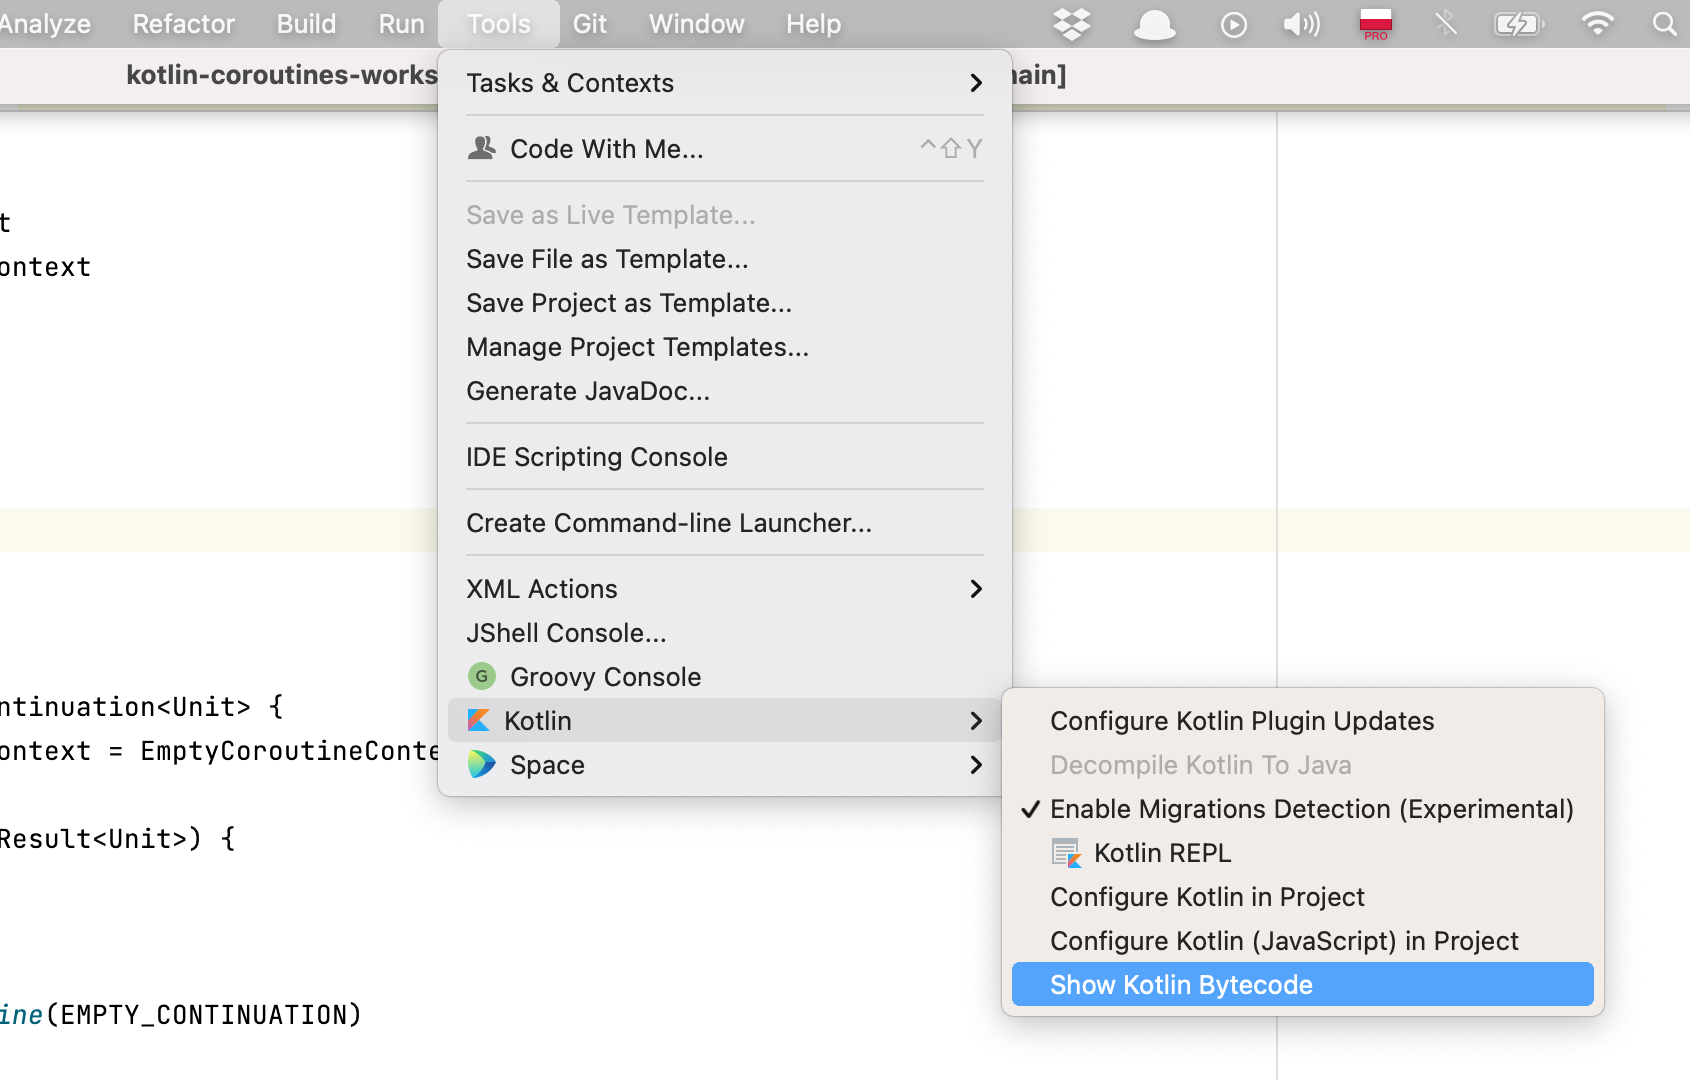 Analyze Refactor Build Run Tools Git Window Help PRO
kotlin-coroutines-works ain]
Tasks & Contexts
Code With Me... ^⇧Y
Save as Live Template...
Save File as Template...
Save Project as Template...
Manage Project Templates...
Generate JavaDoc...
IDE Scripting Console
Create Command-line Launcher...
XML Actions
JShell Console...
G Groovy Console
Kotlin
Space
Configure Kotlin Plugin Updates
Decompile Kotlin To Java
✓ Enable Migrations Detection (Experimental)
Kotlin REPL
Configure Kotlin in Project
Configure Kotlin (JavaScript) in Project
Show Kotlin Bytecode
t
ontext
ntinuation<Unit> {
ontext = EmptyCoroutineConte
Result<Unit>) {
ine(EMPTY_CONTINUATION)